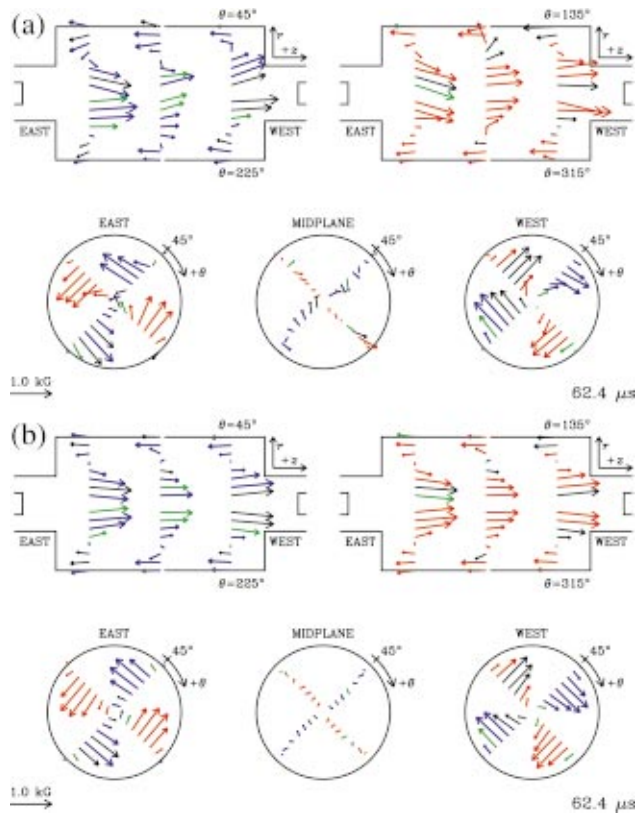 (a)
θ=45°
r
+z
EAST
WEST
θ=225°
θ=135°
r
+z
EAST
WEST
θ=315°
EAST
45°
+θ
MIDPLANE
45°
+θ
WEST
45°
+θ
1.0 kG
62.4 μs
(b)
θ=45°
r
+z
EAST
WEST
θ=225°
θ=135°
r
+z
EAST
WEST
θ=315°
EAST
45°
+θ
MIDPLANE
45°
+θ
WEST
45°
+θ
1.0 kG
62.4 μs